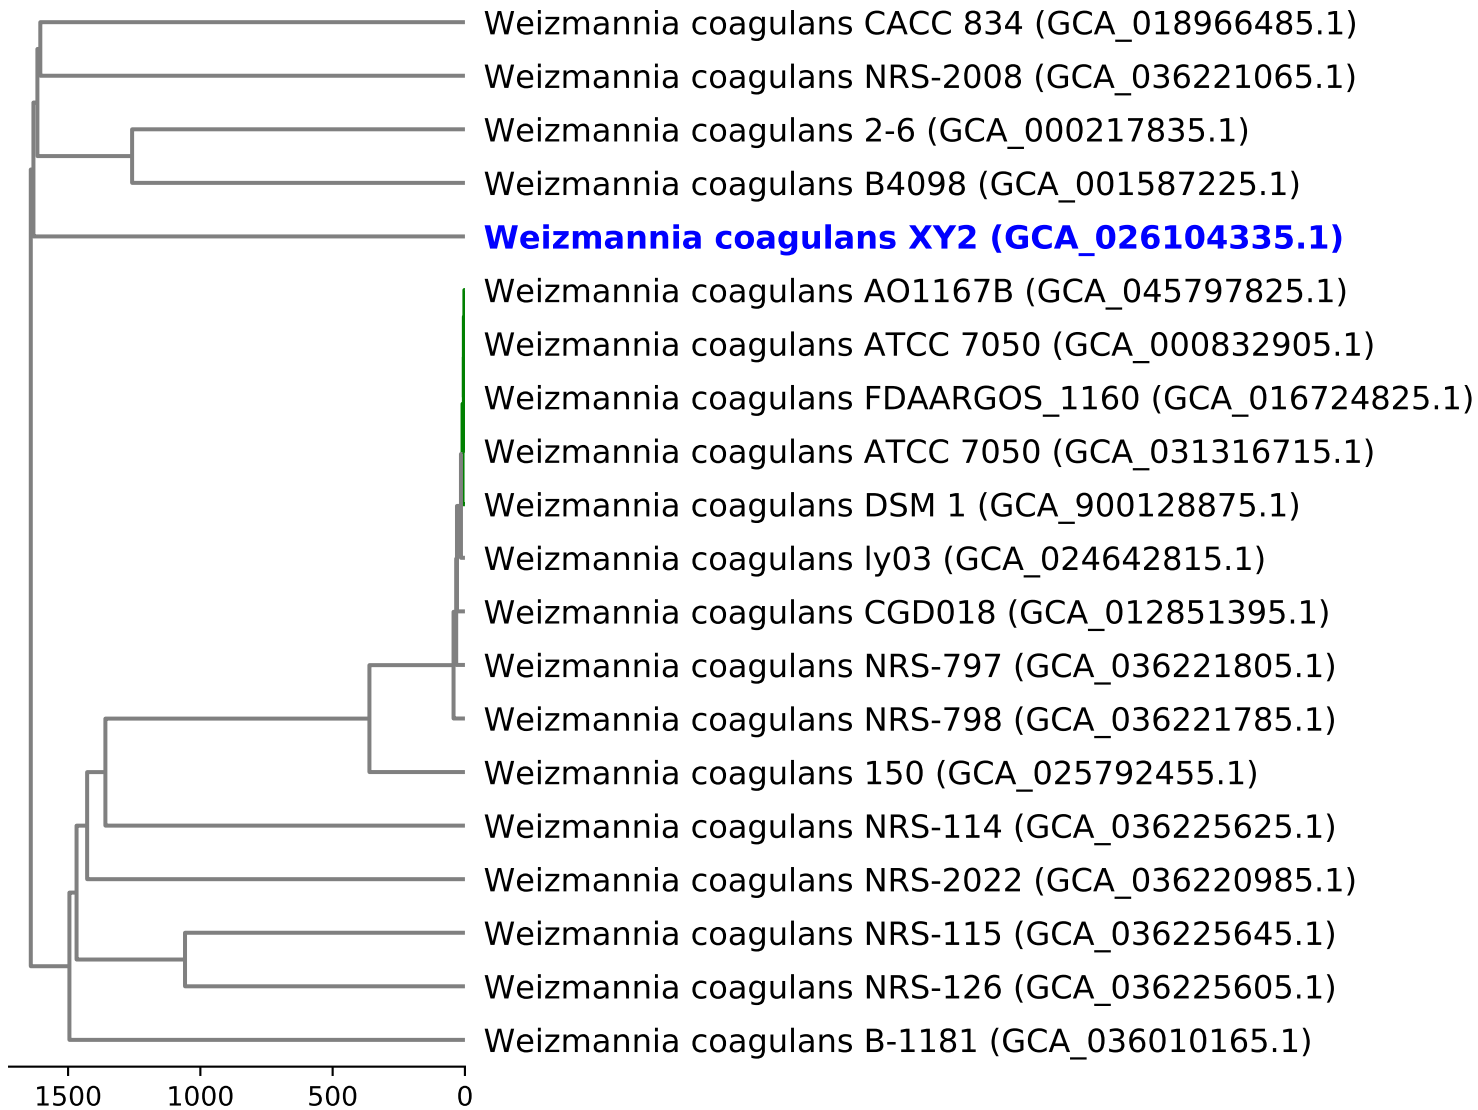 Weizmannia coagulans CACC 834 (GCA_018966485.1)
Weizmannia coagulans NRS-2008 (GCA_036221065.1)
Weizmannia coagulans 2-6 (GCA_000217835.1)
Weizmannia coagulans B4098 (GCA_001587225.1)
Weizmannia coagulans XY2 (GCA_026104335.1)
Weizmannia coagulans AO1167B (GCA_045797825.1)
Weizmannia coagulans ATCC 7050 (GCA_000832905.1)
Weizmannia coagulans FDAARGOS_1160 (GCA_016724825.1)
Weizmannia coagulans ATCC 7050 (GCA_031316715.1)
Weizmannia coagulans DSM 1 (GCA_900128875.1)
Weizmannia coagulans ly03 (GCA_024642815.1)
Weizmannia coagulans CGD018 (GCA_012851395.1)
Weizmannia coagulans NRS-797 (GCA_036221805.1)
Weizmannia coagulans NRS-798 (GCA_036221785.1)
Weizmannia coagulans 150 (GCA_025792455.1)
Weizmannia coagulans NRS-114 (GCA_036225625.1)
Weizmannia coagulans NRS-2022 (GCA_036220985.1)
Weizmannia coagulans NRS-115 (GCA_036225645.1)
Weizmannia coagulans NRS-126 (GCA_036225605.1)
Weizmannia coagulans B-1181 (GCA_036010165.1)
1500 1000 500 0